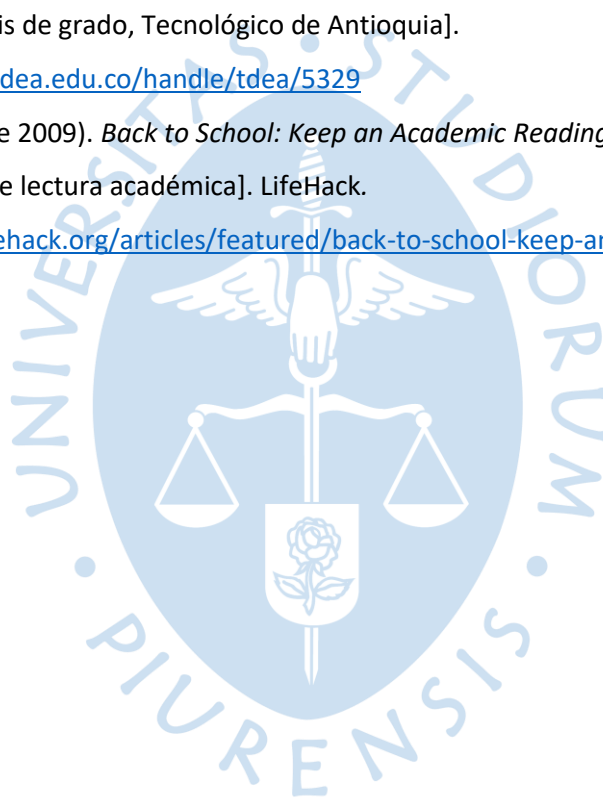 is de grado, Tecnológico de Antioquia].
dea.edu.co/handle/tdea/5329
e 2009). Back to School: Keep an Academic Reading
e lectura académica]. LifeHack.
ehack.org/articles/featured/back-to-school-keep-an
UNIVERSITAS • STUDIORUM • PIURENSIS